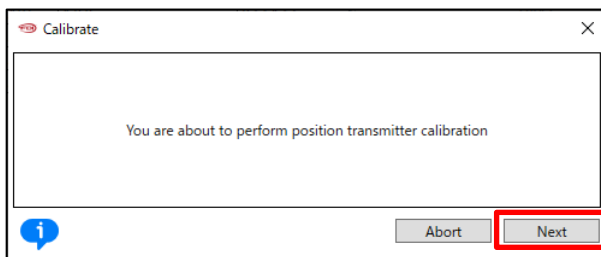 Calibrate
You are about to perform position transmitter calibration
Abort
Next